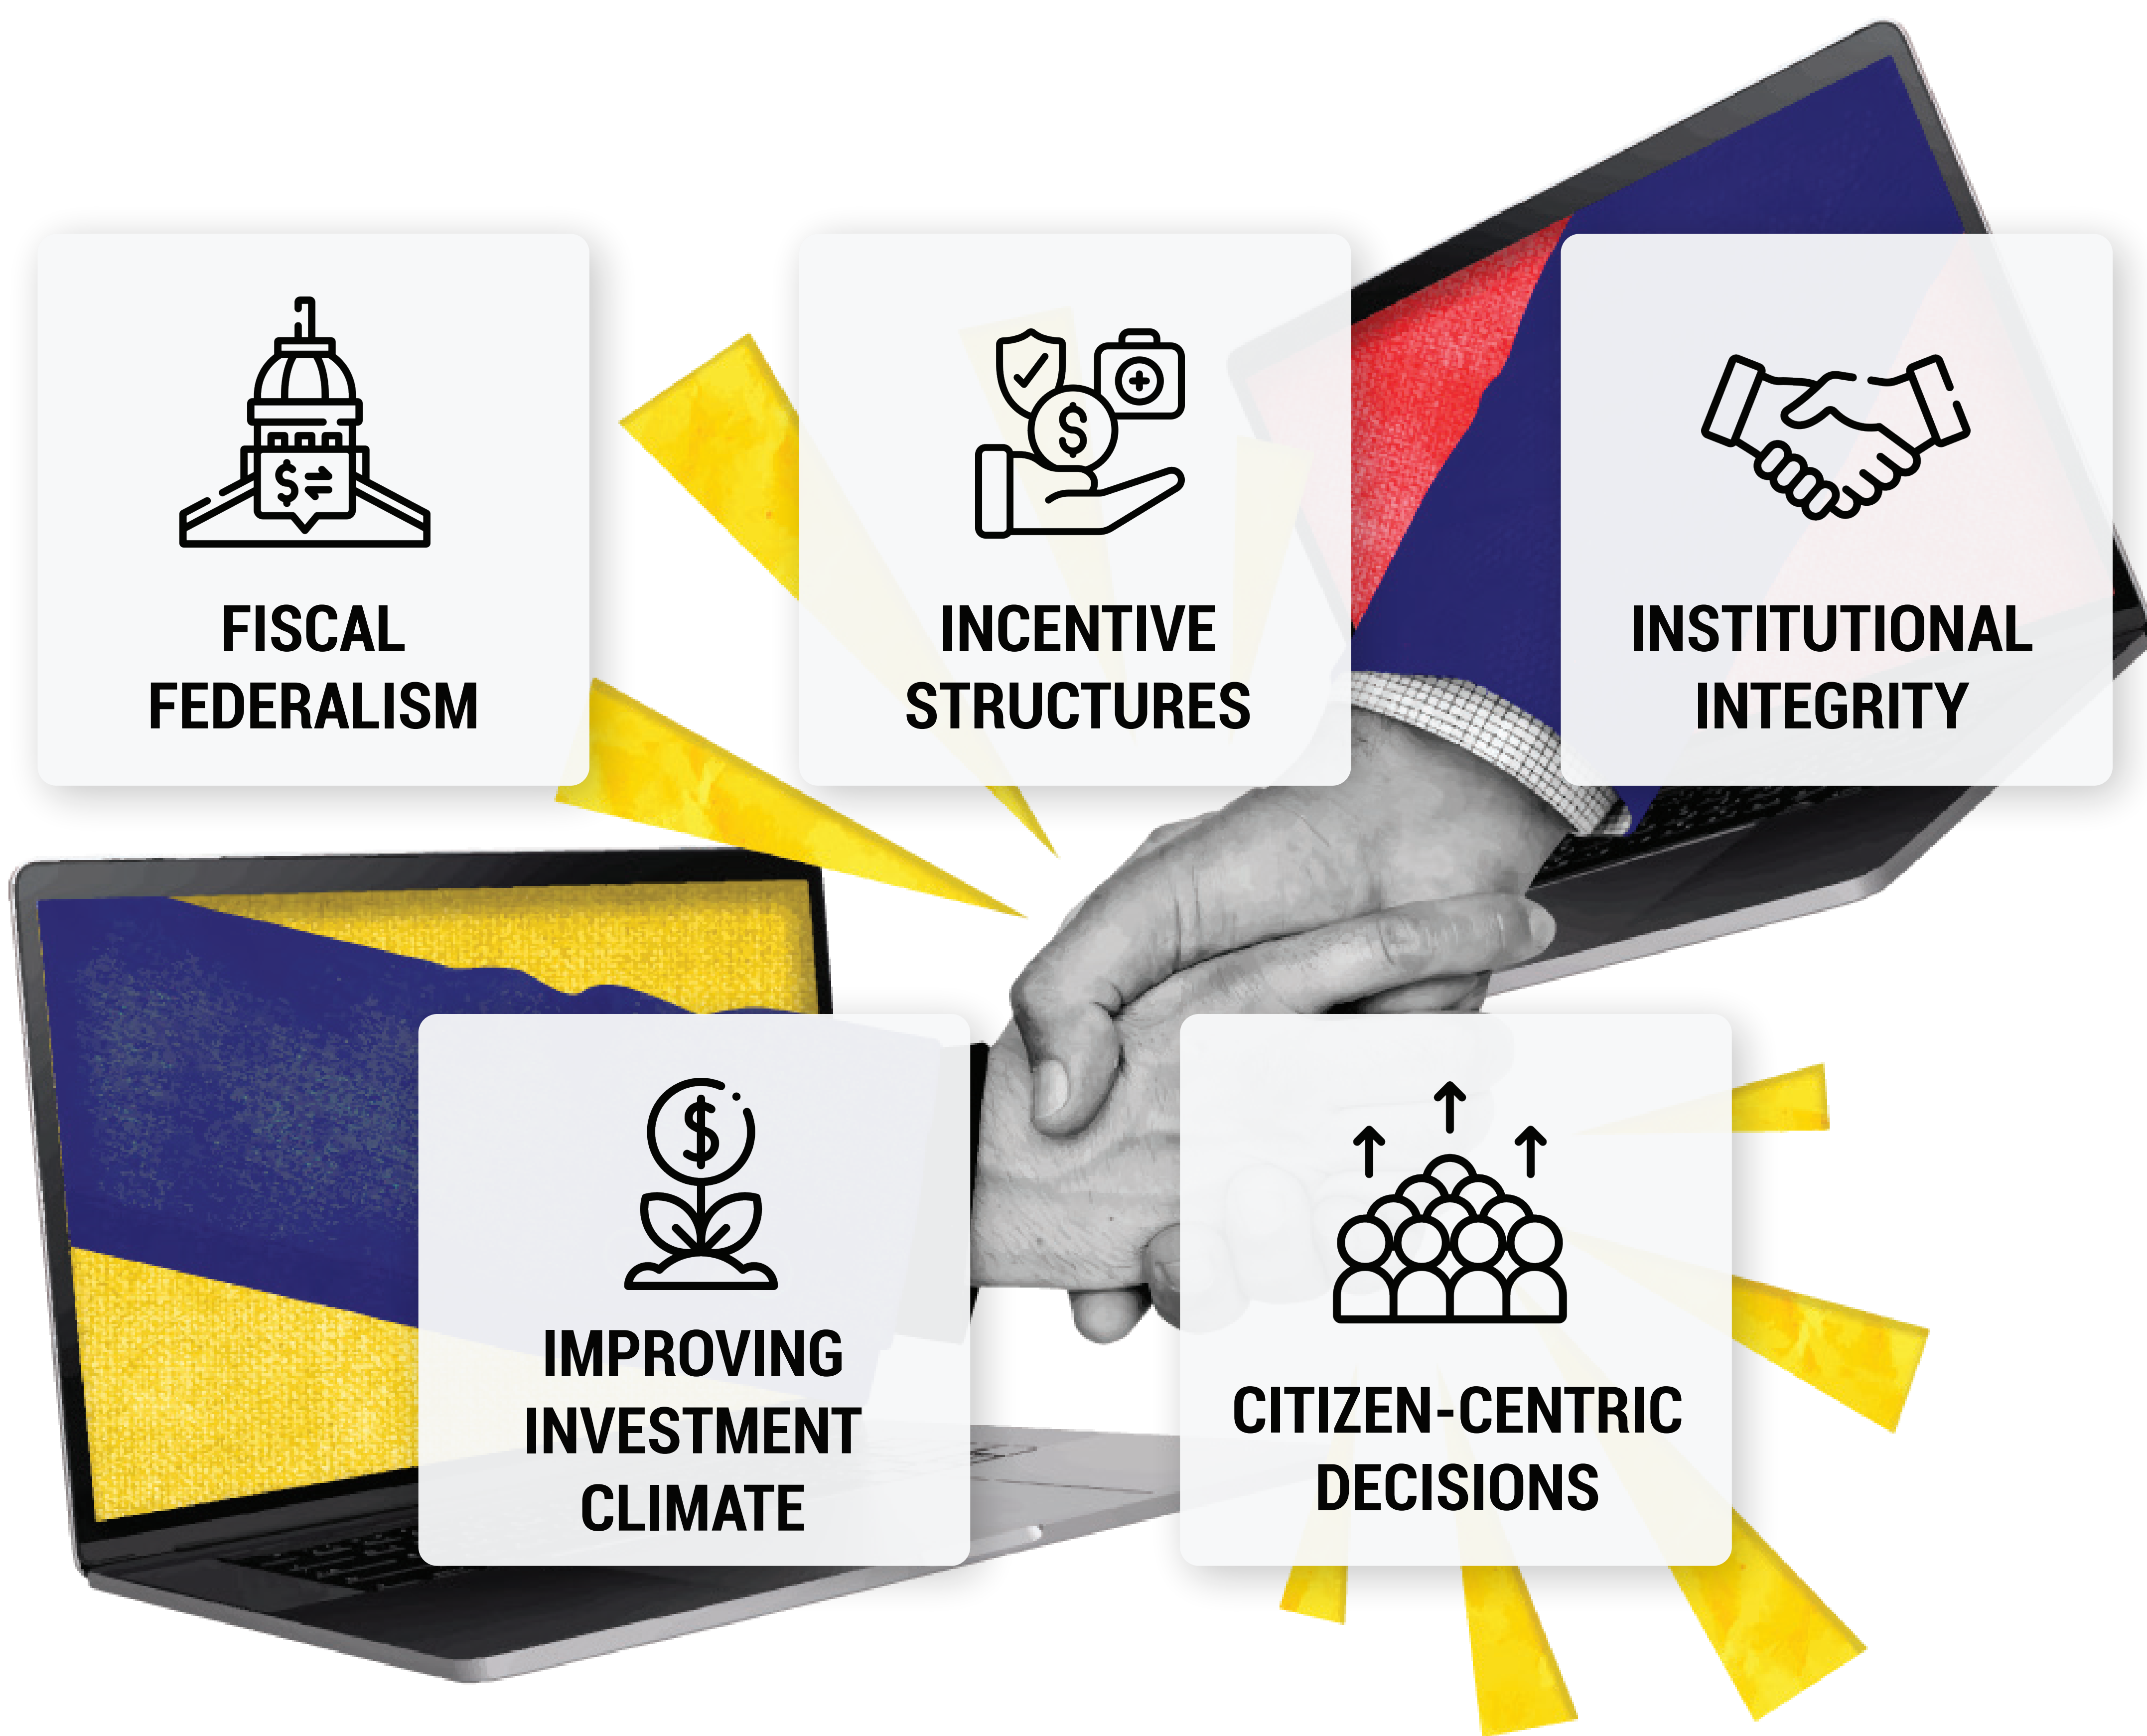 FISCAL
FEDERALISM
INCENTIVE
STRUCTURES
INSTITUTIONAL
INTEGRITY
IMPROVING
INVESTMENT
CLIMATE
CITIZEN-CENTRIC
DECISIONS